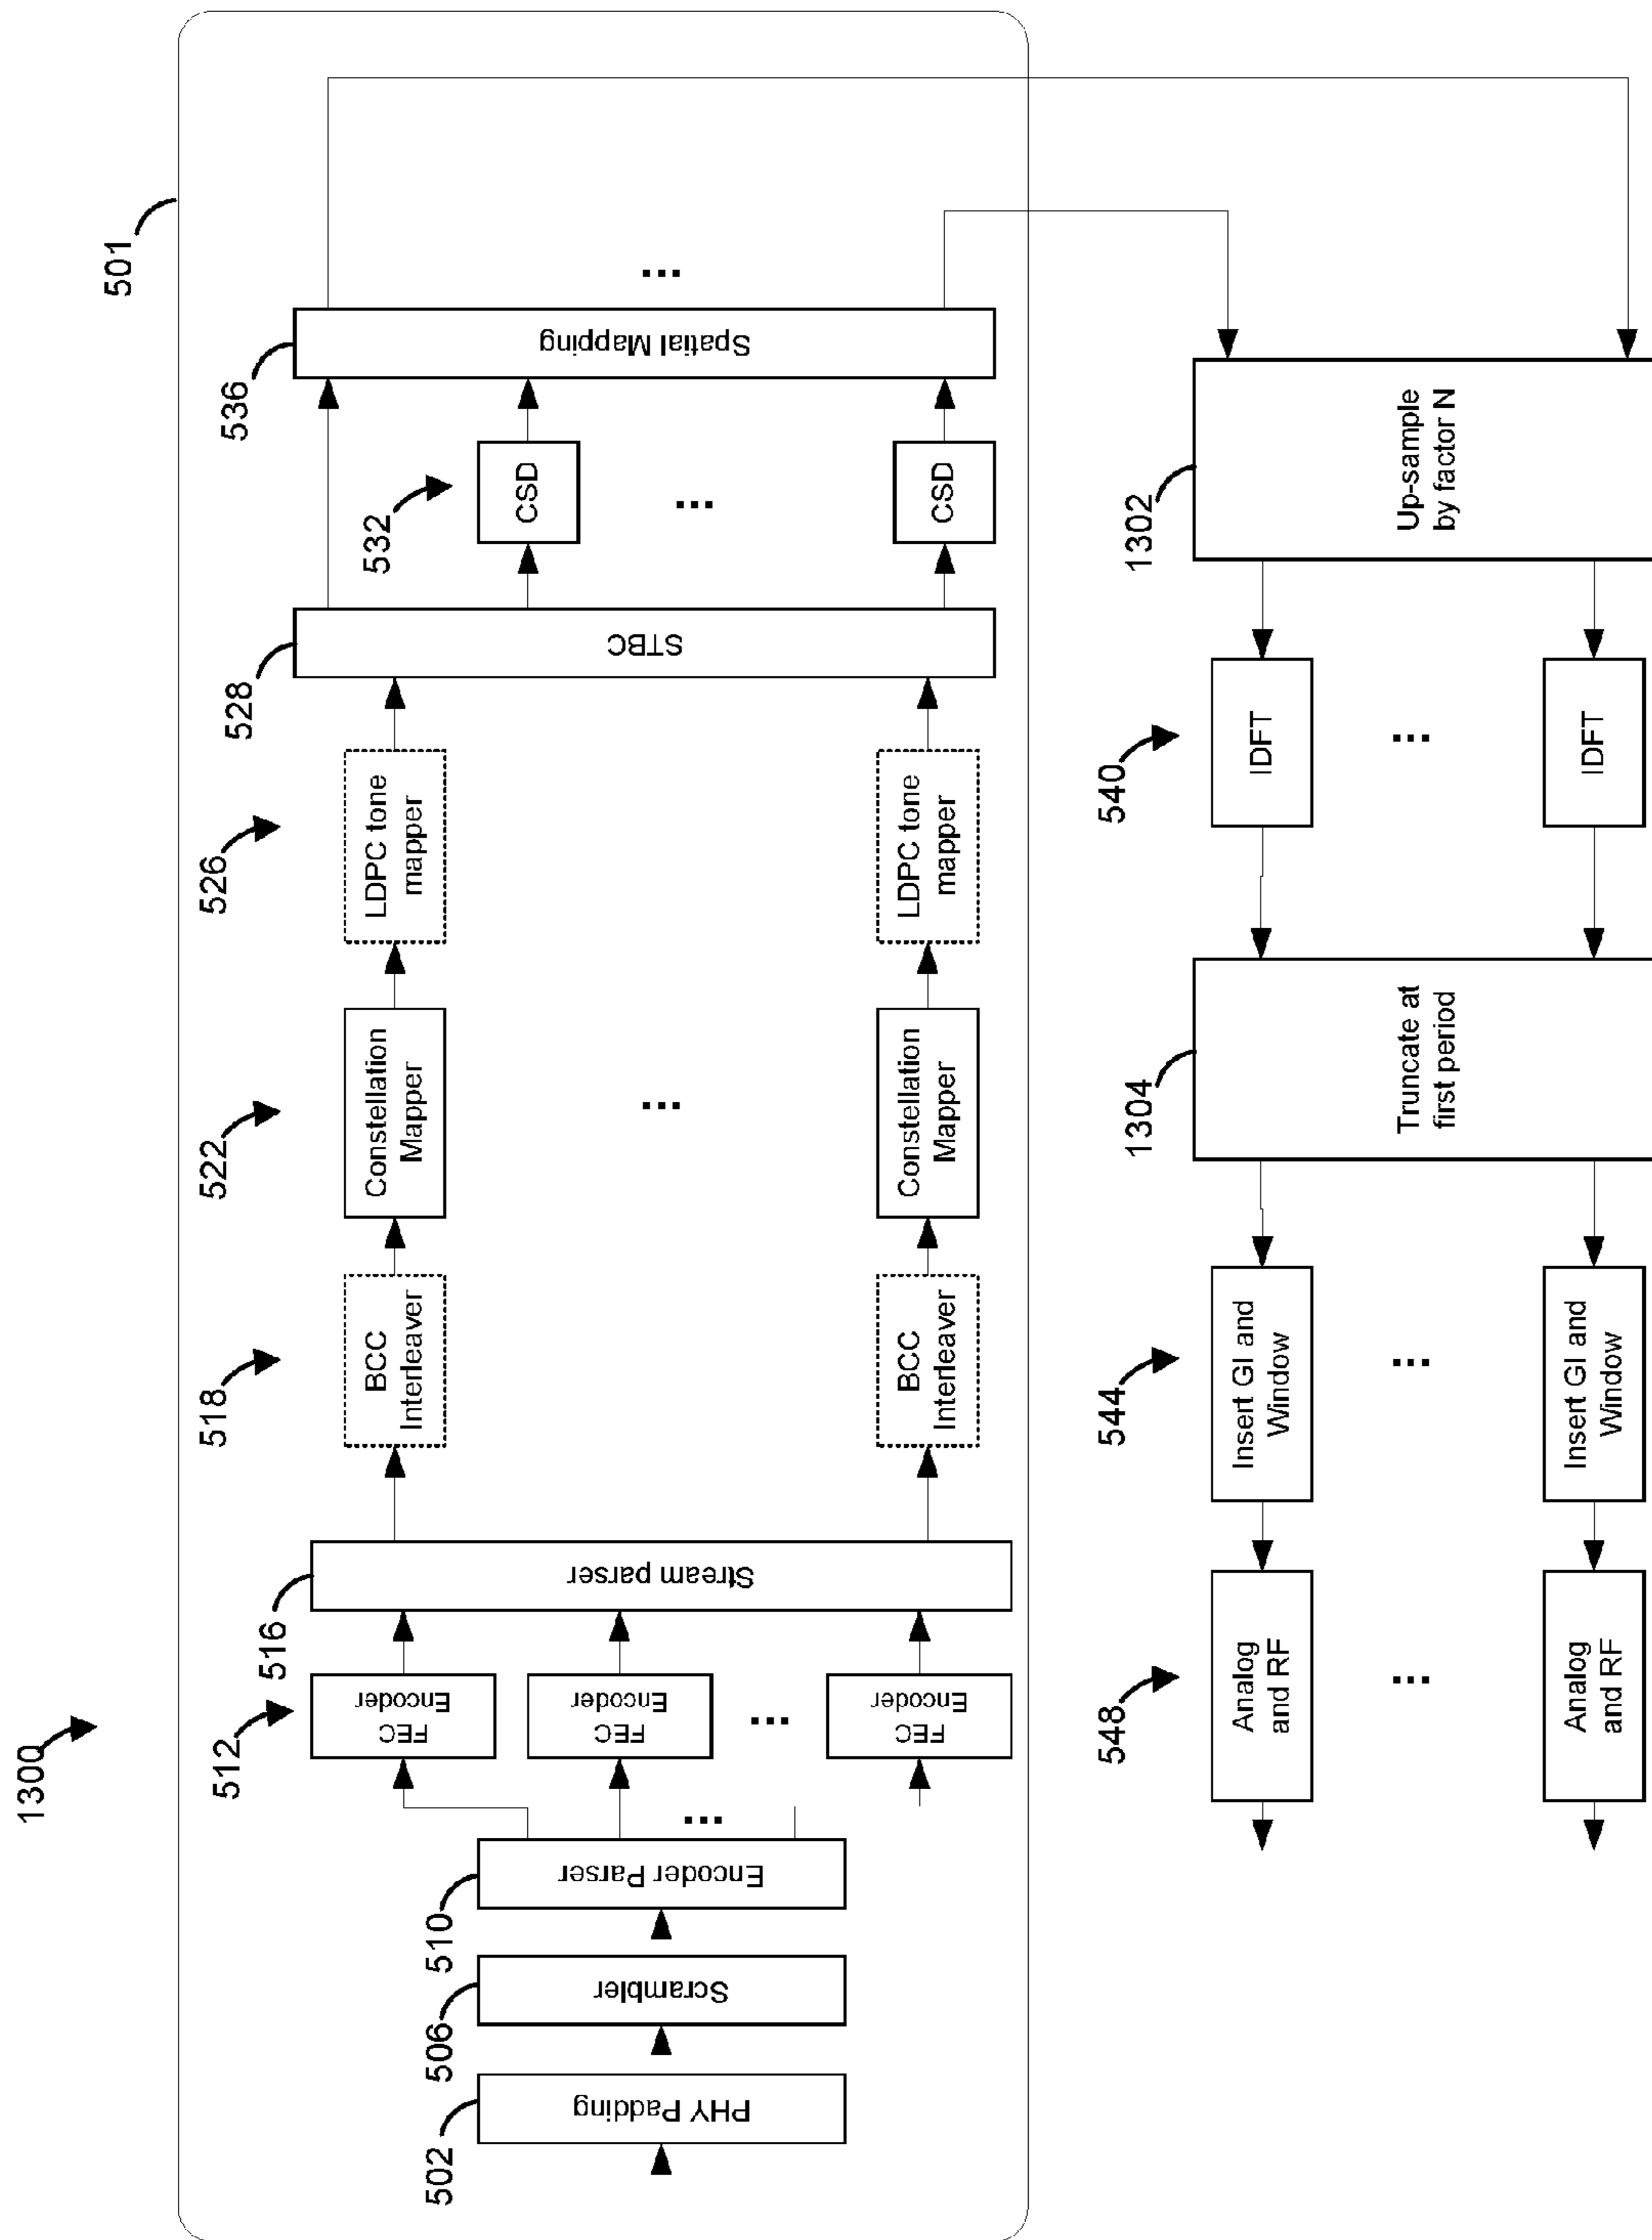 1300
501
502
PHY Padding
506
Scrambler
510
Encoder Parser
...
512
FEC
Encoder
FEC
Encoder
...
FEC
Encoder
516
Stream parser
518
BCC
Interleaver
BCC
Interleaver
522
Constellation
Mapper
...
Constellation
Mapper
526
LDPC tone
mapper
LDPC tone
mapper
528
STBC
532
CSD
...
CSD
536
Spatial Mapping
...
1302
Up-sample
by factor N
540
IDFT
...
IDFT
1304
Truncate at
first period
544
Insert GI and
Window
...
Insert GI and
Window
548
Analog
and RF
...
Analog
and RF